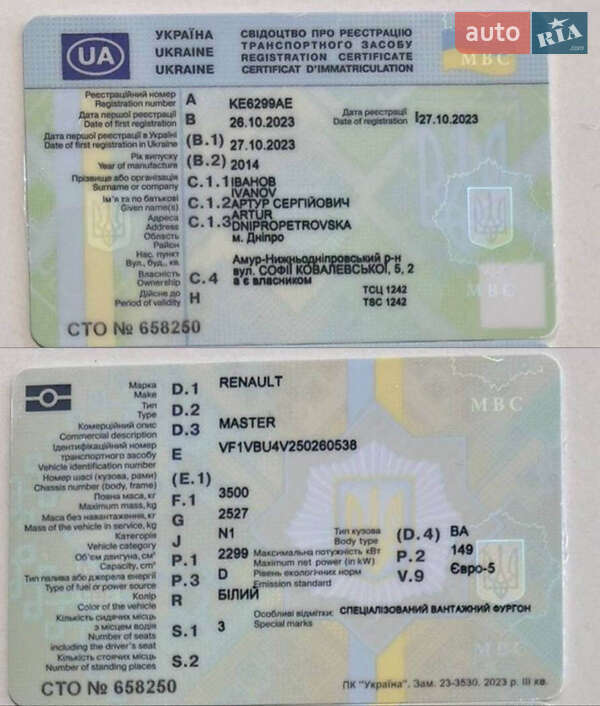 auto RIA .com
UA
УКРАЇНА
UKRAINE
UKRAINE
СВІДОЦТВО ПРО РЕЄСТРАЦІЮ
ТРАНСПОРТНОГО ЗАСОБУ
REGISTRATION CERTIFICATE
CERTIFICAT D'IMMATRICULATION
МВС
Реєстраційний номер
Registration number A KE6299AE
Дата першої реєстрації
Date of first registration B 26.10.2023
Дата реєстрації
Date of registration I 27.10.2023
Дата першої реєстрації в Україні
Date of first registration in Ukraine (B.1) 27.10.2023
Рік випуску
Year of manufacture (B.2) 2014
Прізвище або організація
Surname or company C.1.1 ІВАНОВ
IVANOV
Ім'я та по батькові
Given name(s) C.1.2 АРТУР СЕРГІЙОВИЧ
ARTUR
Адреса
Address C.1.3 DNIPROPETROVSKA
Область м. Дніпро
Район
Нас. пункт Амур-Нижньодніпровський р-н
Вул., буд., кв. вул. СОФІЇ КОВАЛЕВСЬКОЇ, 5, 2
Власність
Ownership C.4 а є власником
Дійсне до
Period of validity H
ТСЦ 1242
TSC 1242
МВС
СТО № 658250
Марка
Make D.1 RENAULT
Тип
Type D.2
Комерційний опис
Commercial description D.3 MASTER
Ідентифікаційний номер
транспортного засобу
Vehicle identification number E VF1VBU4V250260538
Номер шасі (кузова, рами)
Chassis number (body, frame) (E.1)
Повна маса, кг
Maximum mass, kg F.1 3500
Маса без навантаження, кг
Mass of the vehicle in service, kg G 2527
Категорія
Vehicle category J N1
Тип кузова
Body type (D.4) BA
Об'єм двигуна, см³
Capacity, cm³ P.1 2299
Максимальна потужність кВт
Maximum net power (in kW) P.2 149
Тип палива або джерела енергії
Type of fuel or power source P.3 D
Рівень екологічних норм
Emission standard V.9 Євро-5
Колір
Color of the vehicle R БІЛИЙ
Особливі відмітки: СПЕЦІАЛІЗОВАНИЙ ВАНТАЖНИЙ ФУРГОН
Special marks
Кількість сидячих місць
з місцем водія
Number of seats
including the driver's seat S.1 3
Кількість стоячих місць
Number of standing places S.2
МВС
МВС
СТО № 658250
ПК "Україна". Зам. 23-3530. 2023 р. III кв.